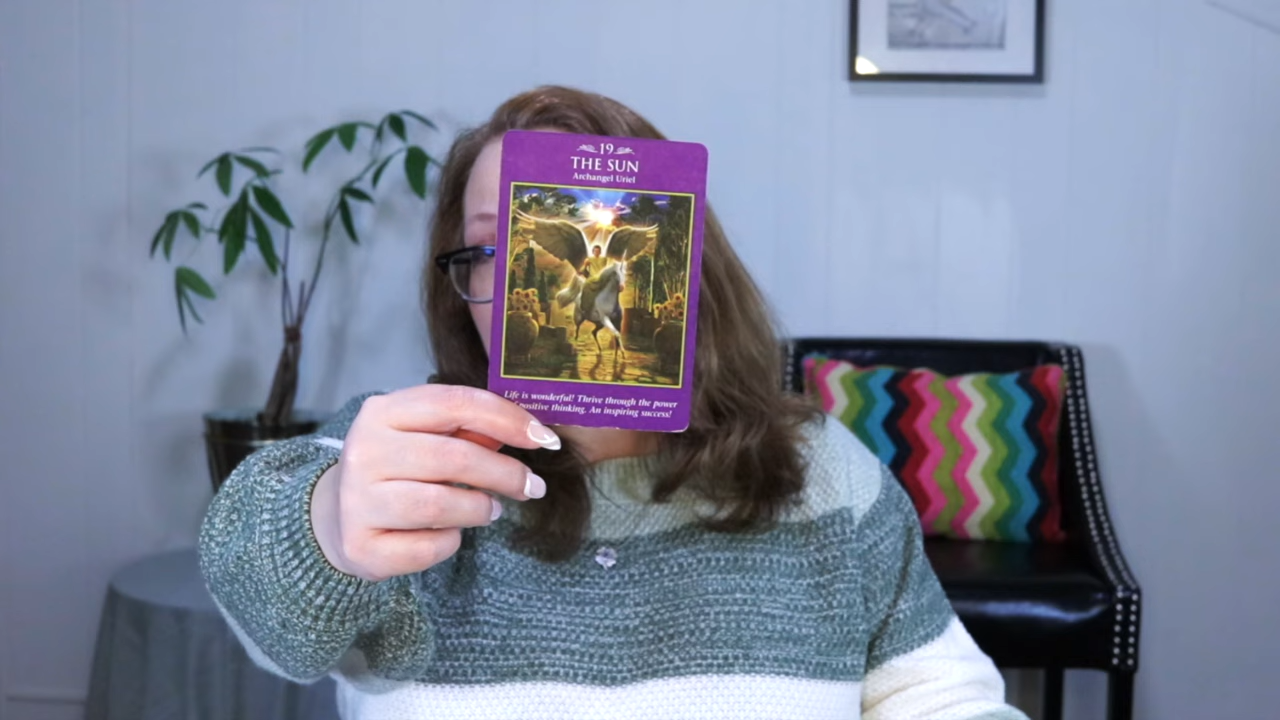 19
THE SUN
Archangel Uriel
Life is wonderful! Thrive through the power
positive thinking. An inspiring success!